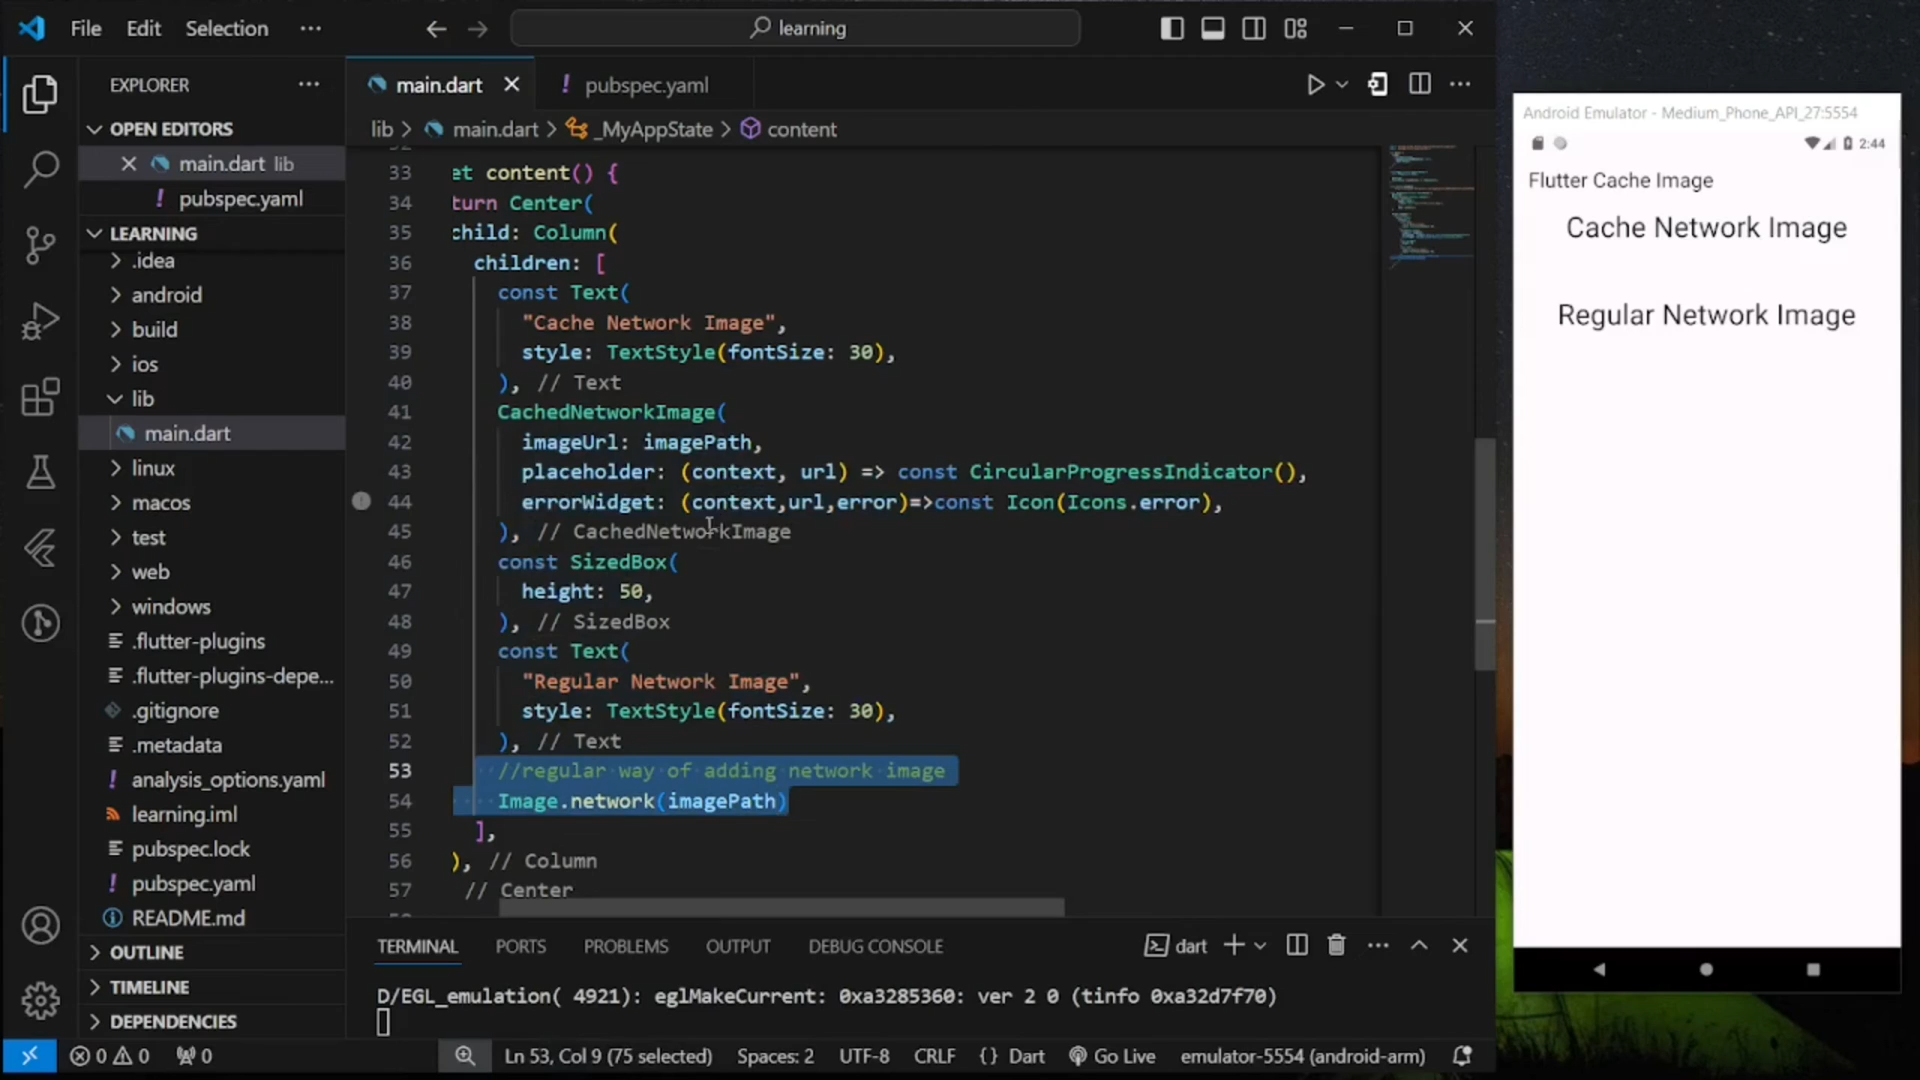 File Edit Selection ···
learning
EXPLORER ···
OPEN EDITORS
main.dart lib
! pubspec.yaml
LEARNING
.idea
android
build
ios
lib
main.dart
linux
macos
test
web
windows
.flutter-plugins
.flutter-plugins-depe...
.gitignore
.metadata
! analysis_options.yaml
learning.iml
pubspec.lock
! pubspec.yaml
README.md
OUTLINE
TIMELINE
DEPENDENCIES
main.dart
! pubspec.yaml
lib > main.dart > _MyAppState > content
33 et content() {
34 turn Center(
35 child: Column(
36 children: [
37 const Text(
38 "Cache Network Image",
39 style: TextStyle(fontSize: 30),
40 ), // Text
41 CachedNetworkImage(
42 imageUrl: imagePath,
43 placeholder: (context, url) => const CircularProgressIndicator(),
44 errorWidget: (context,url,error)=>const Icon(Icons.error),
45 ), // CachedNetworkImage
46 const SizedBox(
47 height: 50,
48 ), // SizedBox
49 const Text(
50 "Regular Network Image",
51 style: TextStyle(fontSize: 30),
52 ), // Text
53 //regular way of adding network image
54 Image.network(imagePath)
55 ],
56 ), // Column
57 // Center
TERMINAL PORTS PROBLEMS OUTPUT DEBUG CONSOLE
dart
D/EGL_emulation( 4921): eglMakeCurrent: 0xa3285360: ver 2 0 (tinfo 0xa32d7f70)
0 0 0
Ln 53, Col 9 (75 selected) Spaces: 2 UTF-8 CRLF {} Dart Go Live emulator-5554 (android-arm)
Android Emulator - Medium_Phone_API_27:5554
2:44
Flutter Cache Image
Cache Network Image
Regular Network Image